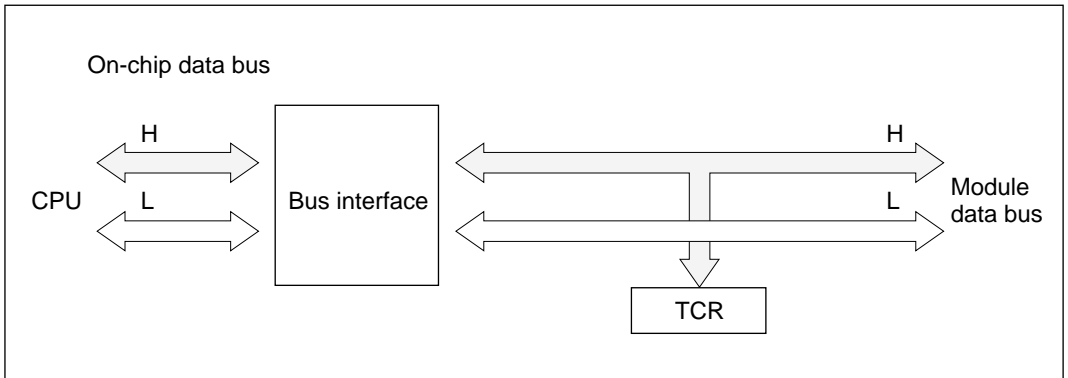 On-chip data bus
H
H
CPU
L
Bus interface
L
Module
data bus
TCR